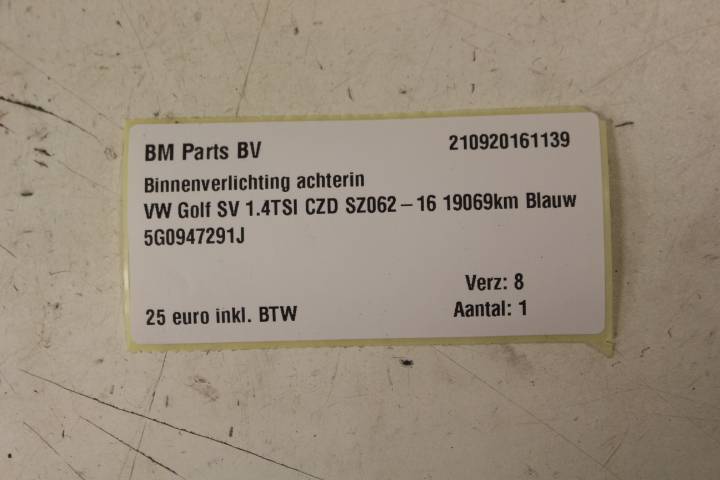 BM Parts BV 210920161139
Binnenverlichting achterin
VW Golf SV 1.4TSI CZD SZ062 – 16 19069km Blauw
5G0947291J
Verz: 8
25 euro inkl. BTW Aantal: 1